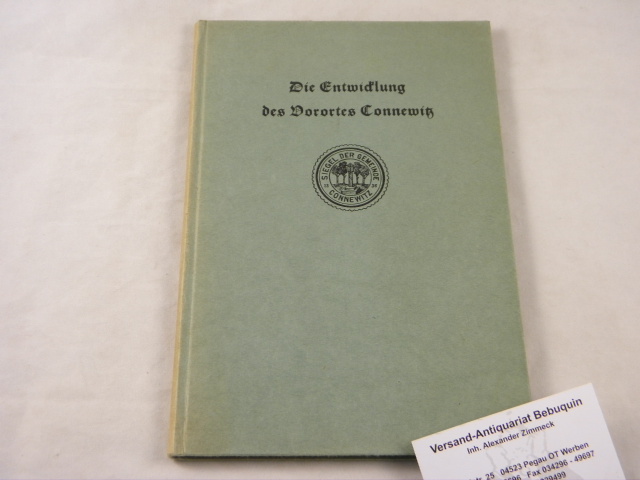 Die Entwicklung
des Vorortes Connewitz
SIEGEL DER GEMEINDE
CONNEWITZ
Versand-Antiquariat Bebuquin
Inh. Alexander Zimmeck
25 04523 Pegau OT Werben
Fax 034296 - 49697